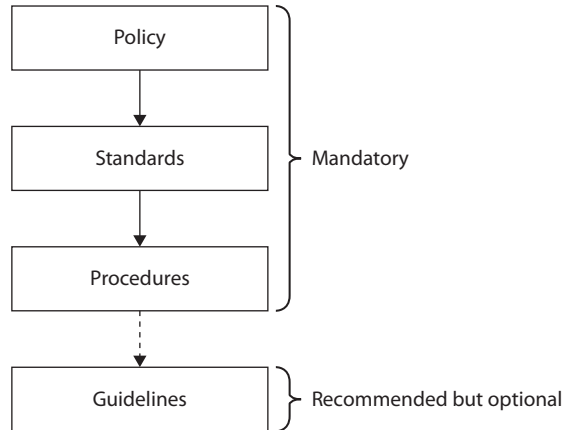 Policy
Standards
Mandatory
Procedures
Guidelines
Recommended but optional